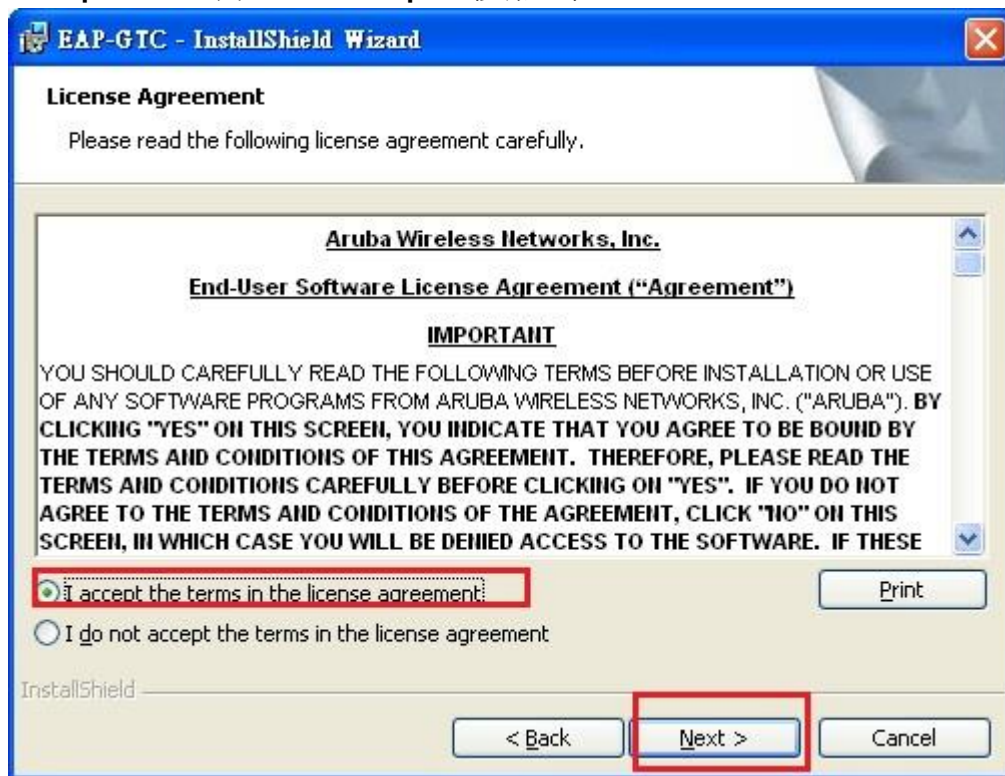 EAP-GTC - InstallShield Wizard
License Agreement
Please read the following license agreement carefully.
Aruba Wireless Networks, Inc.
End-User Software License Agreement (“Agreement”)
IMPORTANT
YOU SHOULD CAREFULLY READ THE FOLLOWING TERMS BEFORE INSTALLATION OR USE
OF ANY SOFTWARE PROGRAMS FROM ARUBA WIRELESS NETWORKS, INC. ("ARUBA"). BY
CLICKING "YES" ON THIS SCREEN, YOU INDICATE THAT YOU AGREE TO BE BOUND BY
THE TERMS AND CONDITIONS OF THIS AGREEMENT. THEREFORE, PLEASE READ THE
TERMS AND CONDITIONS CAREFULLY BEFORE CLICKING ON "YES". IF YOU DO NOT
AGREE TO THE TERMS AND CONDITIONS OF THE AGREEMENT, CLICK "NO" ON THIS
SCREEN, IN WHICH CASE YOU WILL BE DENIED ACCESS TO THE SOFTWARE. IF THESE
I accept the terms in the license agreement
Print
I do not accept the terms in the license agreement
InstallShield
< Back
Next >
Cancel